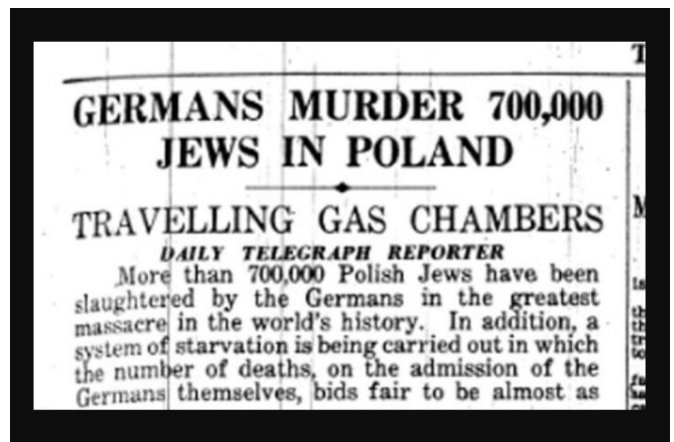 GERMANS MURDER 700,000
JEWS IN POLAND
TRAVELLING GAS CHAMBERS
DAILY TELEGRAPH REPORTER
More than 700,000 Polish Jews have been
slaughtered by the Germans in the greatest
massacre in the world's history. In addition, a
system of starvation is being carried out in which
the number of deaths, on the admission of the
Germans themselves, bids fair to be almost as